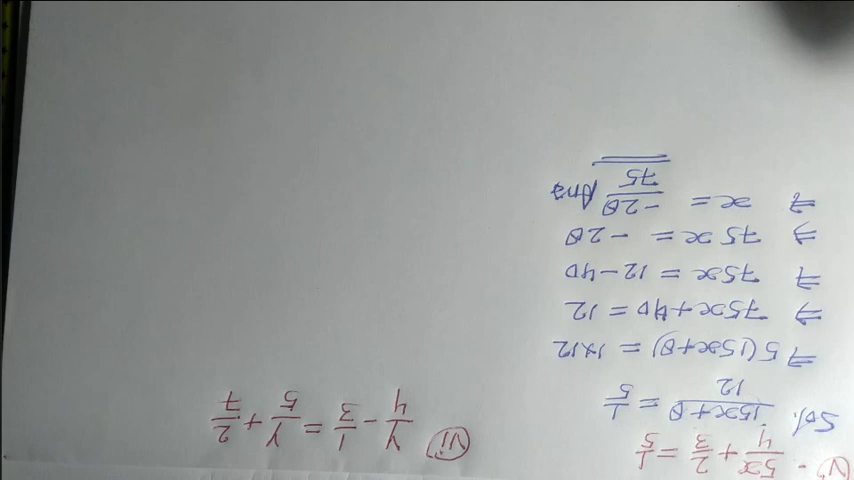 (v) · 5x/4 + 2/3 = 1/5
Sol. 15x+8/12 = 1/5
⇒ 5(15x+8) = 1×12
⇒ 75x+40 = 12
⇒ 75x = 12-40
⇒ 75x = -28
⇒ x = -28/75 Ans
(vi) y/4 - 1/3 = y/5 + 2/7